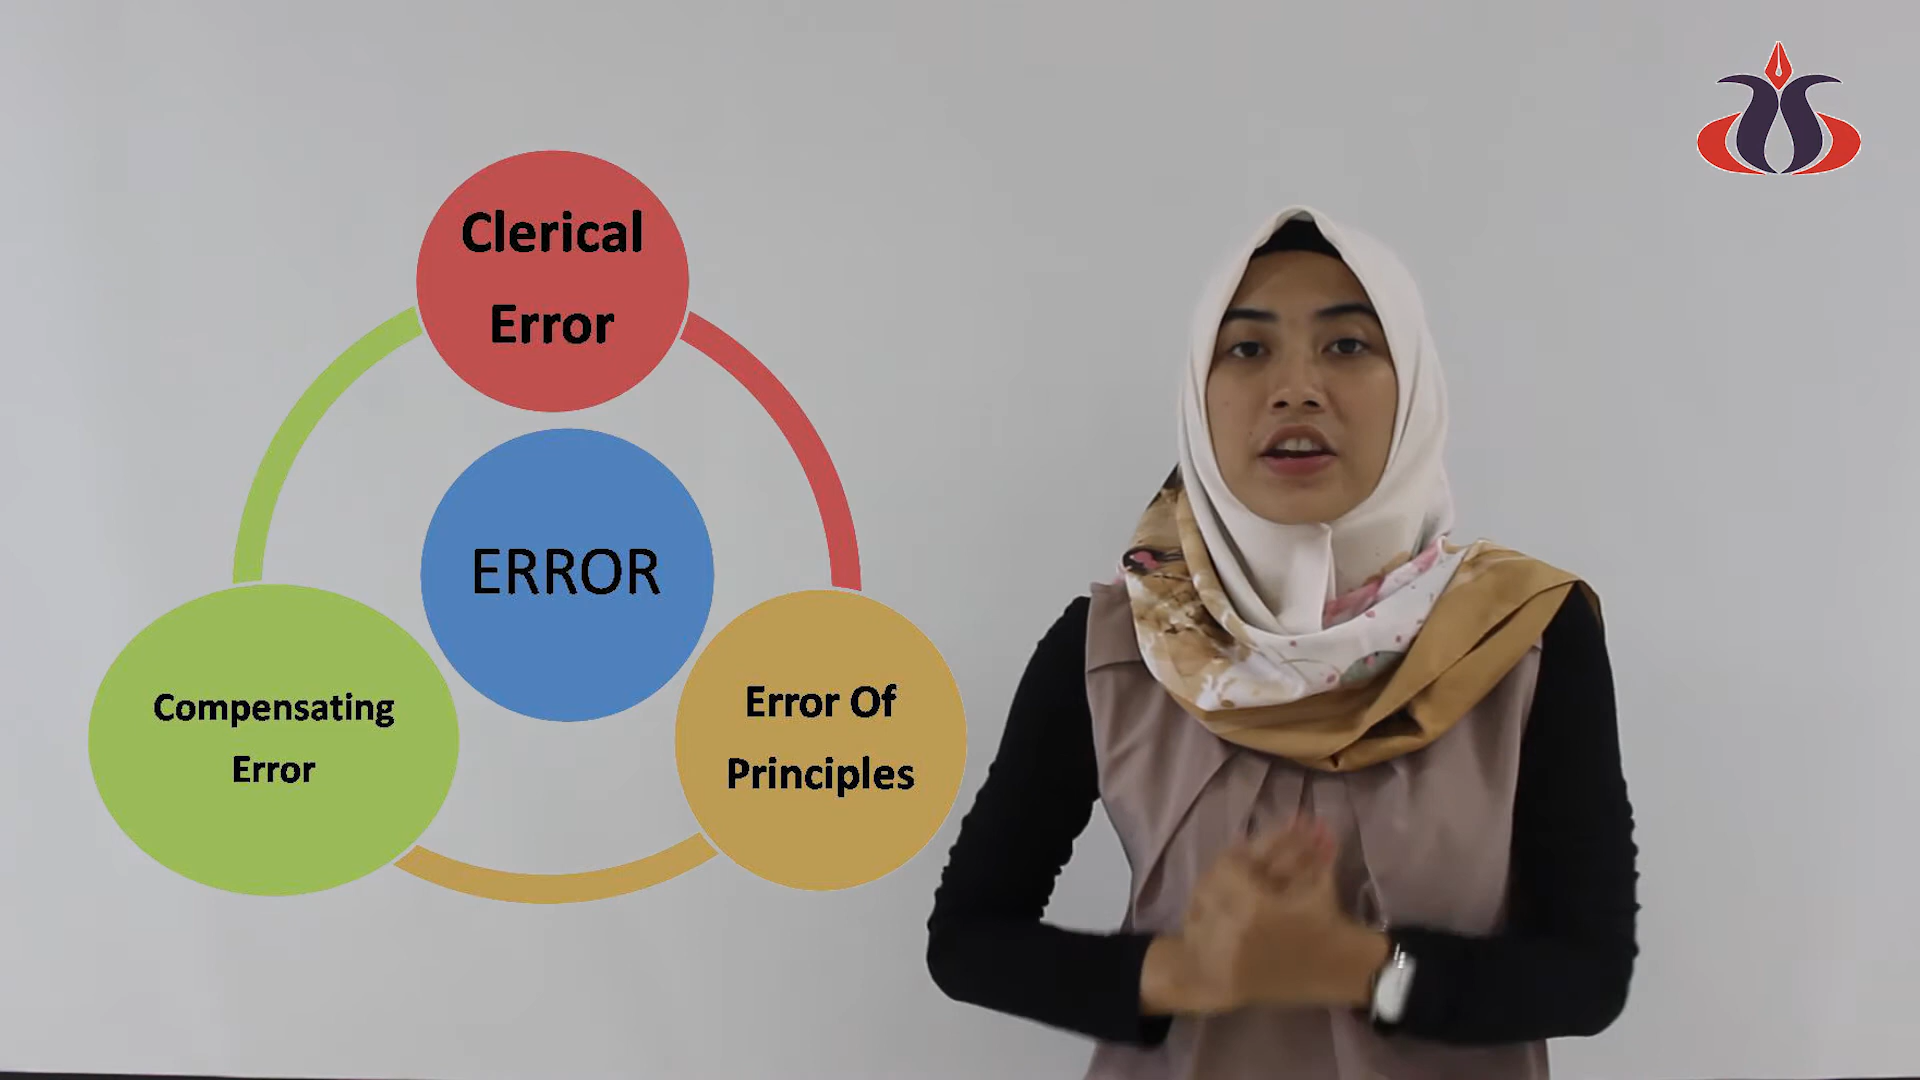 Clerical
Error
ERROR
Compensating
Error
Error Of
Principles